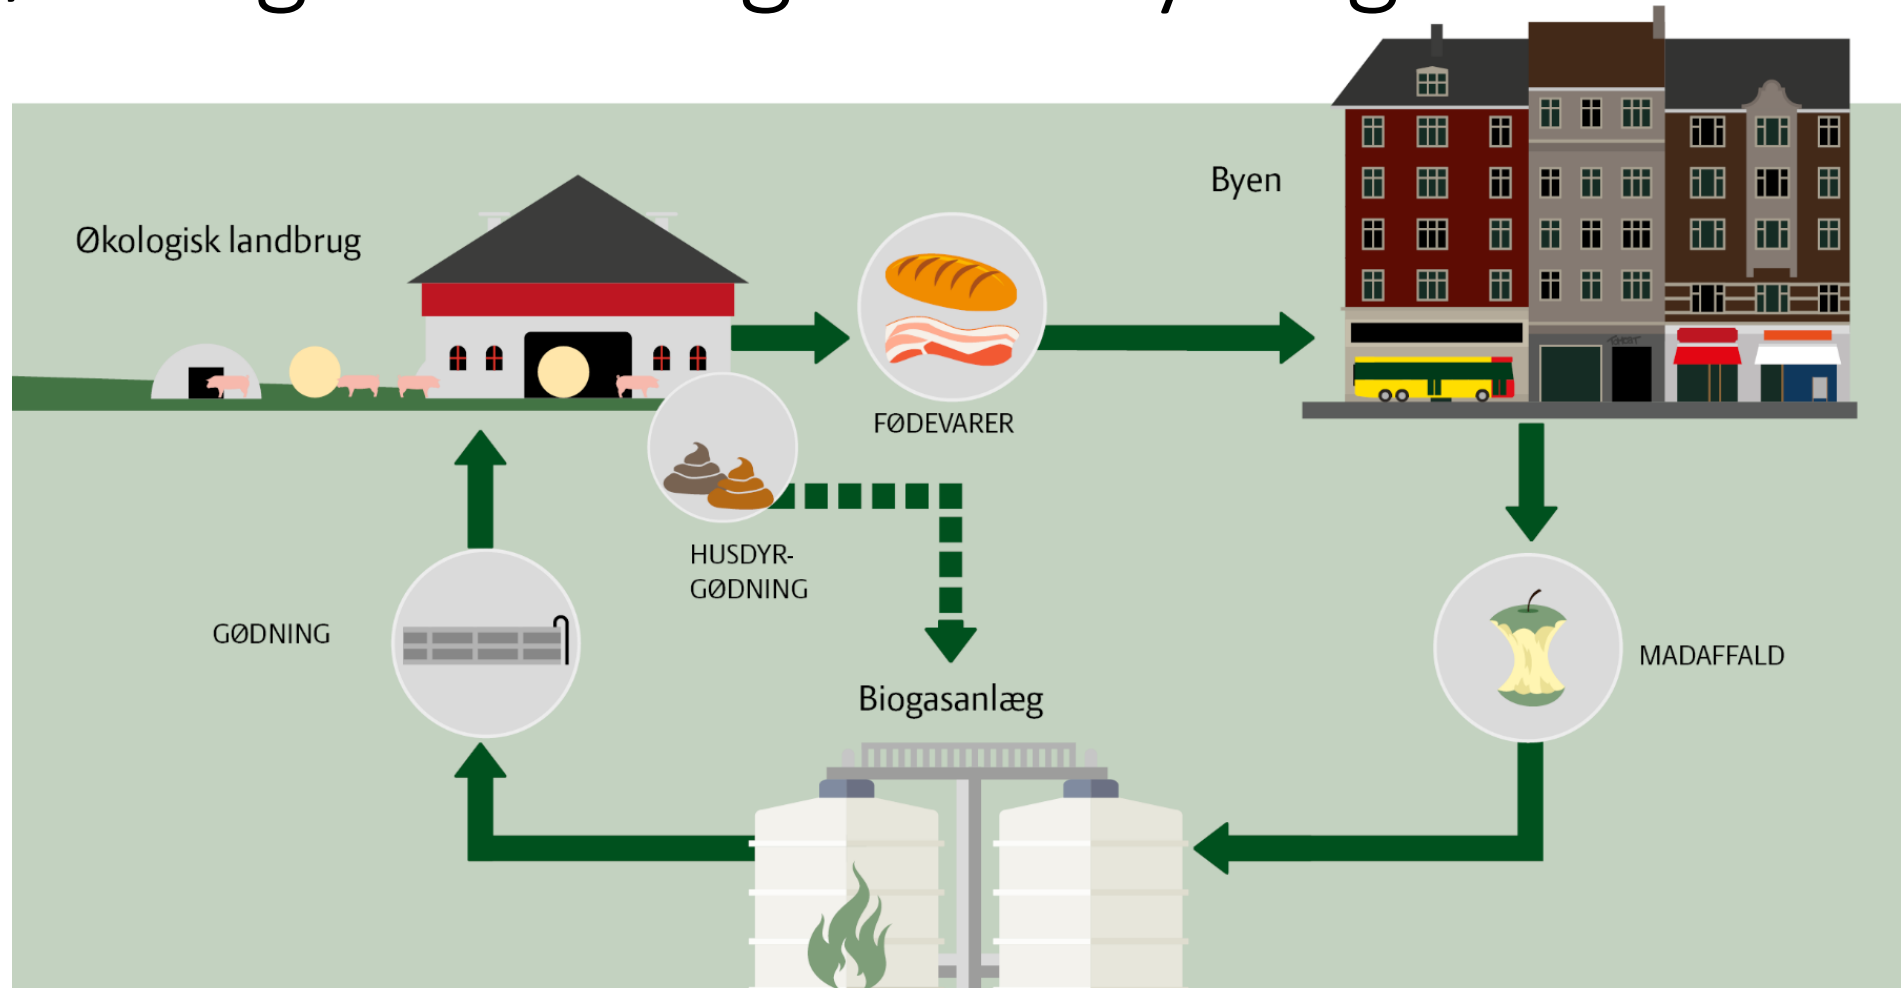 Byen
Økologisk landbrug
FØDEVARER
HUSDYR-
GØDNING
GØDNING
MADAFFALD
Biogasanlæg